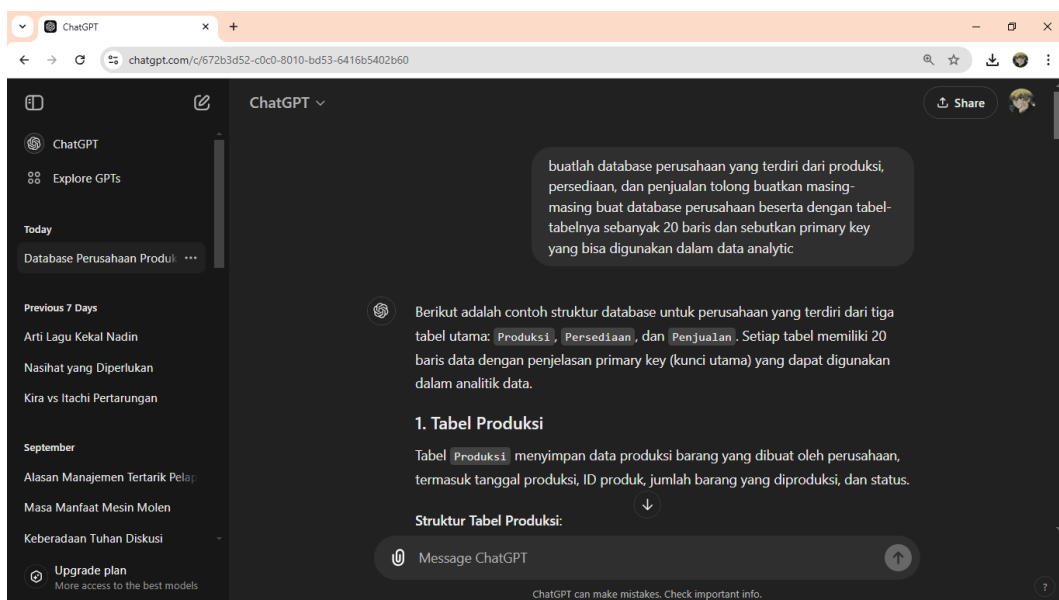 ChatGPT
chatgpt.com/c/672b3d52-c0c0-8010-bd53-6416b5402b60
ChatGPT
Explore GPTs
Today
Database Perusahaan Produk
Previous 7 Days
Arti Lagu Kekal Nadin
Nasihat yang Diperlukan
Kira vs Itachi Pertarungan
September
Alasan Manajemen Tertarik Pelap
Masa Manfaat Mesin Molen
Keberadaan Tuhan Diskusi
Upgrade plan
More access to the best models
ChatGPT
Share
buatlah database perusahaan yang terdiri dari produksi,
persediaan, dan penjualan tolong buatkan masing-
masing buat database perusahaan beserta dengan tabel-
tabelnya sebanyak 20 baris dan sebutkan primary key
yang bisa digunakan dalam data analytic
Berikut adalah contoh struktur database untuk perusahaan yang terdiri dari tiga
tabel utama: Produksi, Persediaan, dan Penjualan. Setiap tabel memiliki 20
baris data dengan penjelasan primary key (kunci utama) yang dapat digunakan
dalam analitik data.
1. Tabel Produksi
Tabel Produksi menyimpan data produksi barang yang dibuat oleh perusahaan,
termasuk tanggal produksi, ID produk, jumlah barang yang diproduksi, dan status.
Struktur Tabel Produksi:
Message ChatGPT
ChatGPT can make mistakes. Check important info.
?